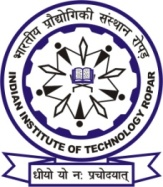 भारतीय प्रौद्योगिकी संस्थान रोपड़
INDIAN INSTITUTE OF TECHNOLOGY ROPAR
धीयो यो न: प्रचोदयात्